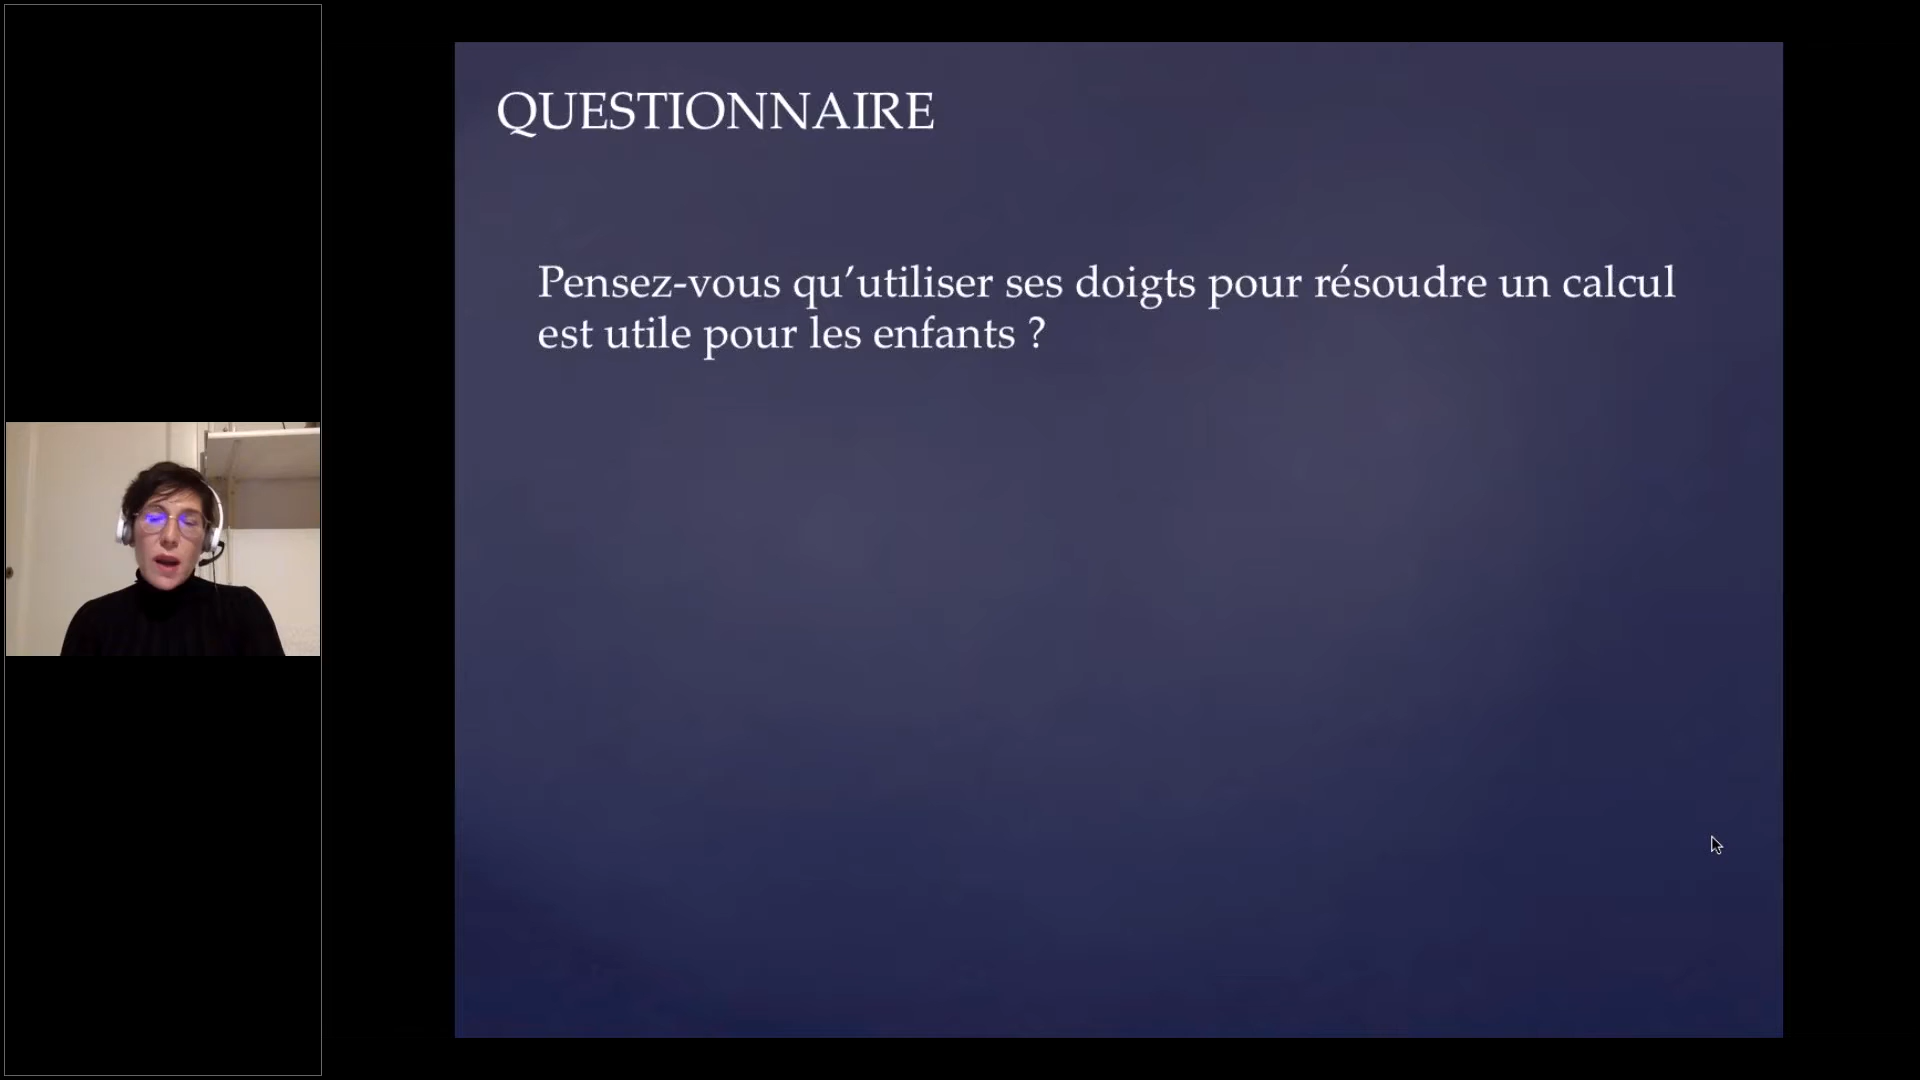 QUESTIONNAIRE
Pensez-vous qu’utiliser ses doigts pour résoudre un calcul
est utile pour les enfants ?